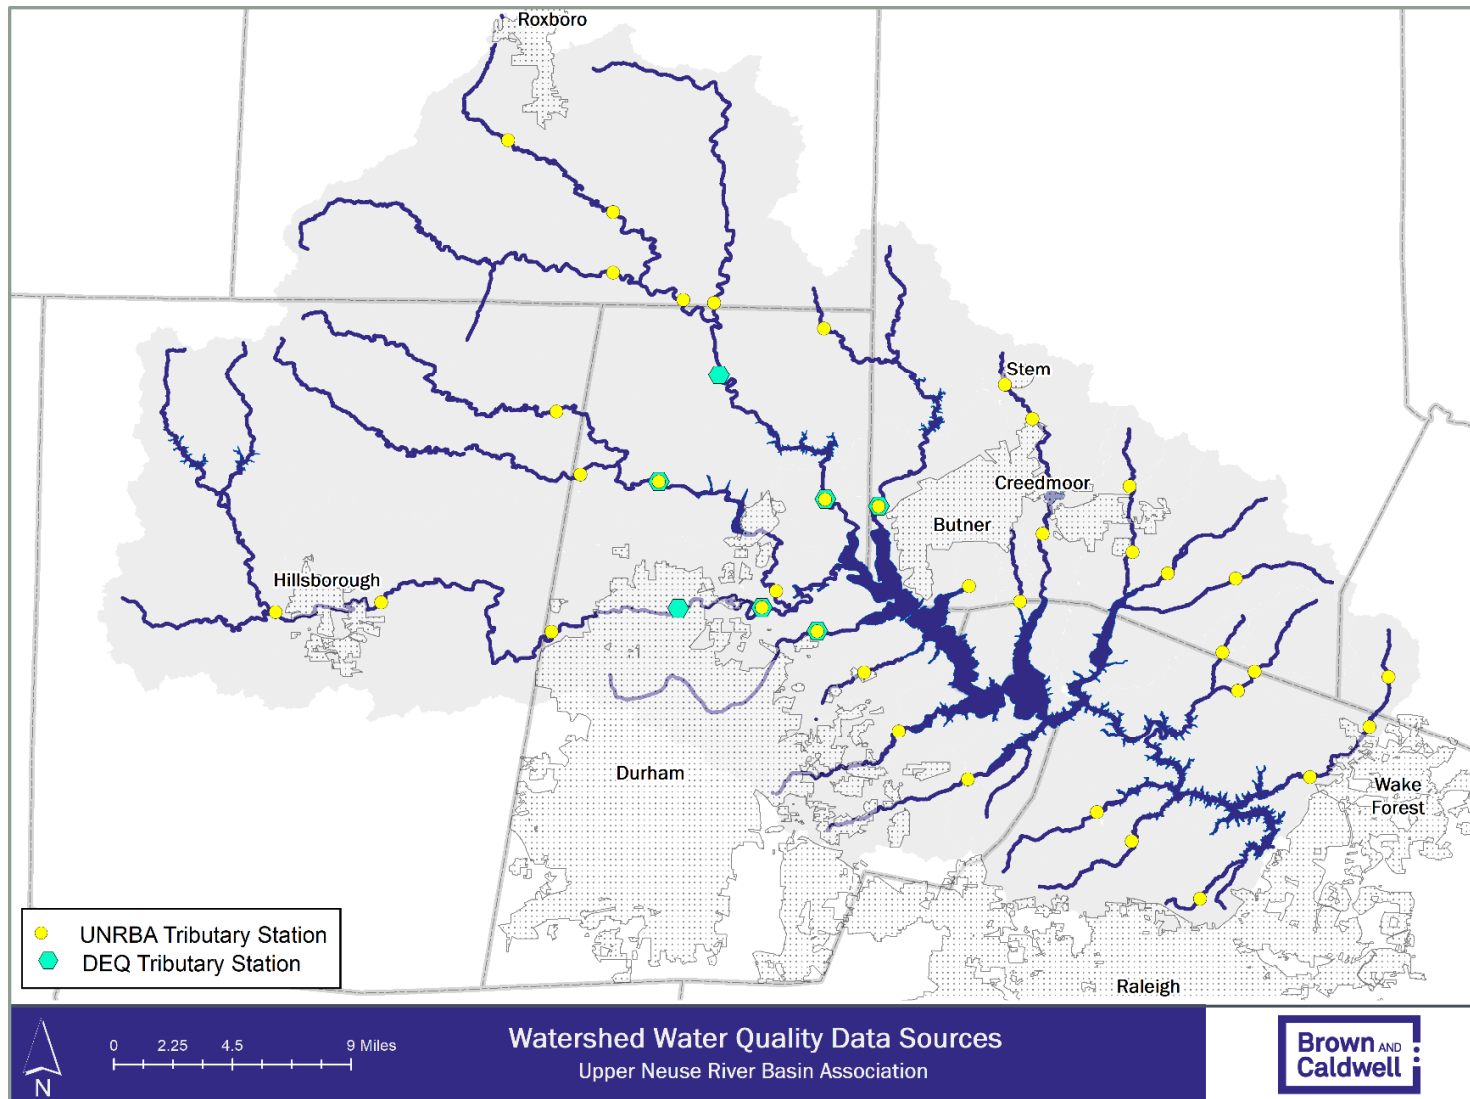 Roxboro
Stem
Creedmoor
Butner
Hillsborough
Durham
Wake
Forest
Raleigh
UNRBA Tributary Station
DEQ Tributary Station
N
0 2.25 4.5 9 Miles
Watershed Water Quality Data Sources
Upper Neuse River Basin Association
Brown AND
Caldwell